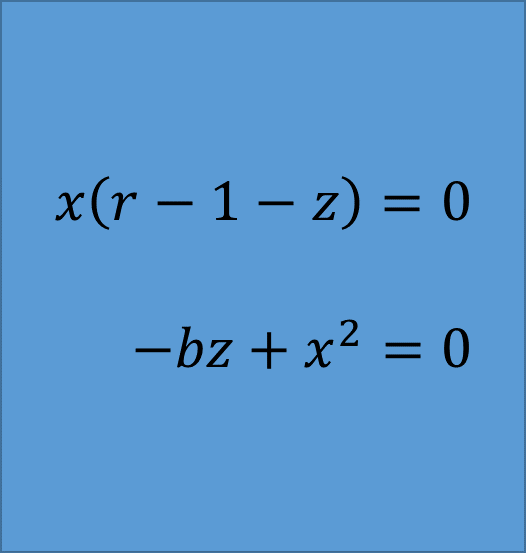 x(r − 1 − z) = 0
−bz + x² = 0